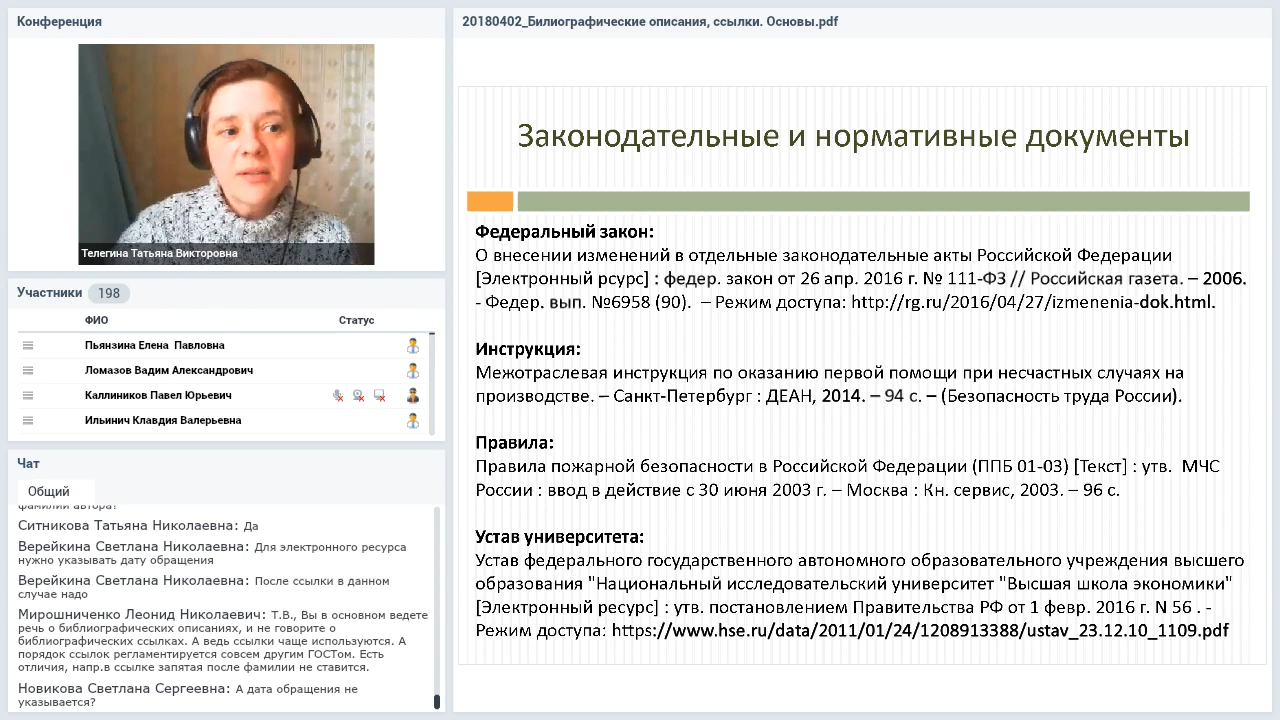 Конференция
Телегина Татьяна Викторовна
Участники 198
ФИО Статус
Пьянзина Елена Павловна
Ломазов Вадим Александрович
Каллиников Павел Юрьевич
Ильинич Клавдия Валерьевна
Чат
Общий
фамилии автора?
Ситникова Татьяна Николаевна: Да
Верейкина Светлана Николаевна: Для электронного ресурса
нужно указывать дату обращения
Верейкина Светлана Николаевна: После ссылки в данном
случае надо
Мирошниченко Леонид Николаевич: Т.В., Вы в основном ведете
речь о библиографических описаниях, и не говорите о
библиографических ссылках. А ведь ссылки чаще используются. А
порядок ссылок регламентируется совсем другим ГОСТом. Есть
отличия, напр.в ссылке запятая после фамилии не ставится.
Новикова Светлана Сергеевна: А дата обращения не
указывается?
20180402_Билиографические описания, ссылки. Основы.pdf
Законодательные и нормативные документы
Федеральный закон:
О внесении изменений в отдельные законодательные акты Российской Федерации
[Электронный рсурс] : федер. закон от 26 апр. 2016 г. № 111-ФЗ // Российская газета. – 2006.
- Федер. вып. №6958 (90). – Режим доступа: http://rg.ru/2016/04/27/izmenenia-dok.html.
Инструкция:
Межотраслевая инструкция по оказанию первой помощи при несчастных случаях на
производстве. – Санкт-Петербург : ДЕАН, 2014. – 94 с. – (Безопасность труда России).
Правила:
Правила пожарной безопасности в Российской Федерации (ППБ 01-03) [Текст] : утв. МЧС
России : ввод в действие с 30 июня 2003 г. – Москва : Кн. сервис, 2003. – 96 с.
Устав университета:
Устав федерального государственного автономного образовательного учреждения высшего
образования "Национальный исследовательский университет "Высшая школа экономики"
[Электронный ресурс] : утв. постановлением Правительства РФ от 1 февр. 2016 г. N 56 . -
Режим доступа: https://www.hse.ru/data/2011/01/24/1208913388/ustav_23.12.10_1109.pdf